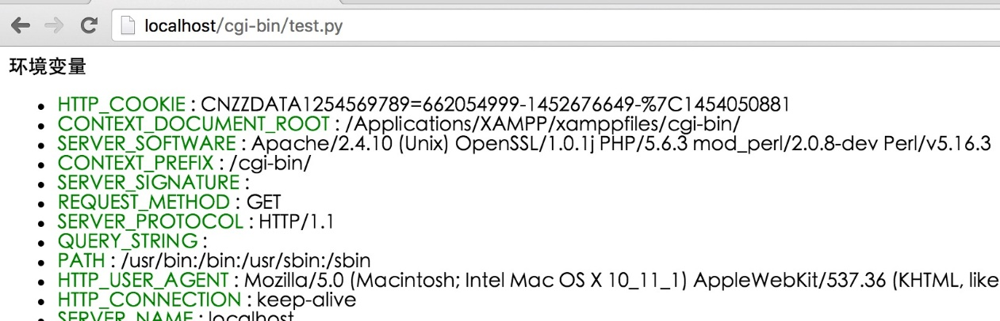 localhost/cgi-bin/test.py
环境变量
HTTP_COOKIE : CNZZDATA1254569789=662054999-1452676649-%7C1454050881
CONTEXT_DOCUMENT_ROOT : /Applications/XAMPP/xamppfiles/cgi-bin/
SERVER_SOFTWARE : Apache/2.4.10 (Unix) OpenSSL/1.0.1j PHP/5.6.3 mod_perl/2.0.8-dev Perl/v5.16.3
CONTEXT_PREFIX : /cgi-bin/
SERVER_SIGNATURE :
REQUEST_METHOD : GET
SERVER_PROTOCOL : HTTP/1.1
QUERY_STRING :
PATH : /usr/bin:/bin:/usr/sbin:/sbin
HTTP_USER_AGENT : Mozilla/5.0 (Macintosh; Intel Mac OS X 10_11_1) AppleWebKit/537.36 (KHTML, like
HTTP_CONNECTION : keep-alive
SERVER_NAME : localhost